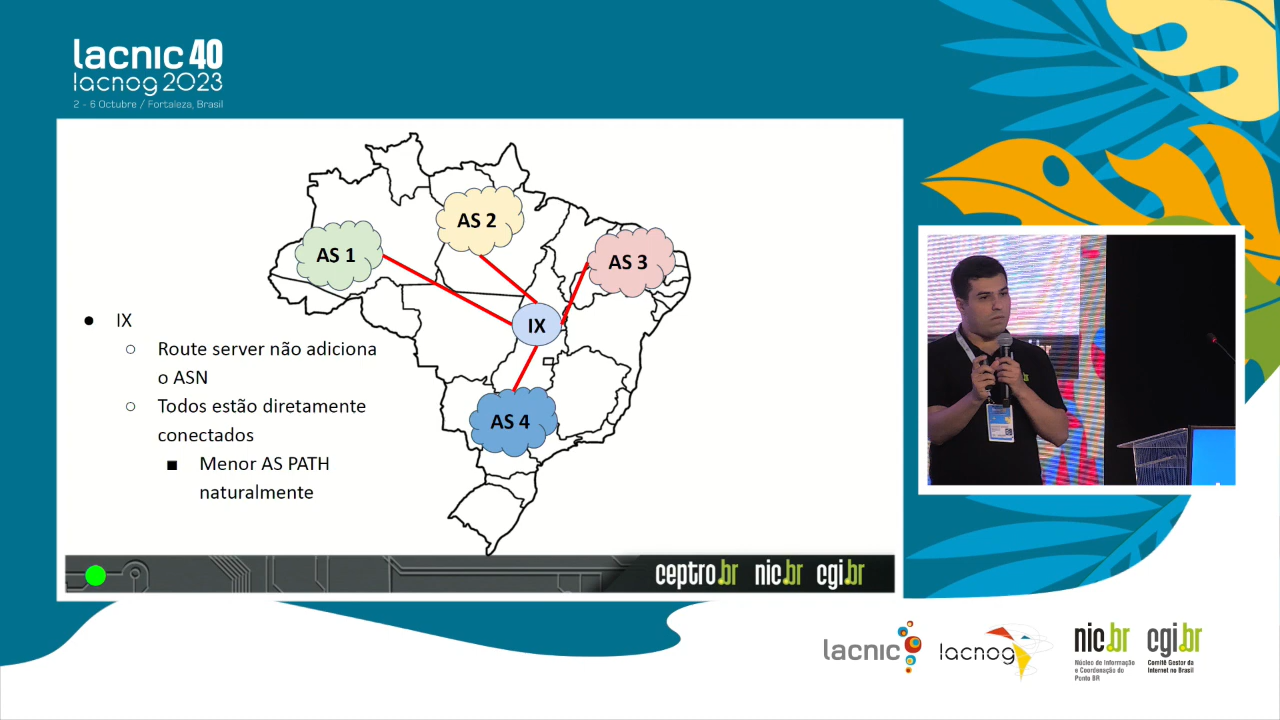 lacnic 40
lacnog 2023
2 - 6 Octubre / Fortaleza, Brasil
AS 1
AS 2
AS 3
IX
AS 4
● IX
○ Route server não adiciona
o ASN
○ Todos estão diretamente
conectados
■ Menor AS PATH
naturalmente
ceptro.br nic.br cgi.br
lacnic
lacnog
nic.br
Núcleo de Informação
e Coordenação do
Ponto BR
cgi.br
Comitê Gestor da
Internet no Brasil